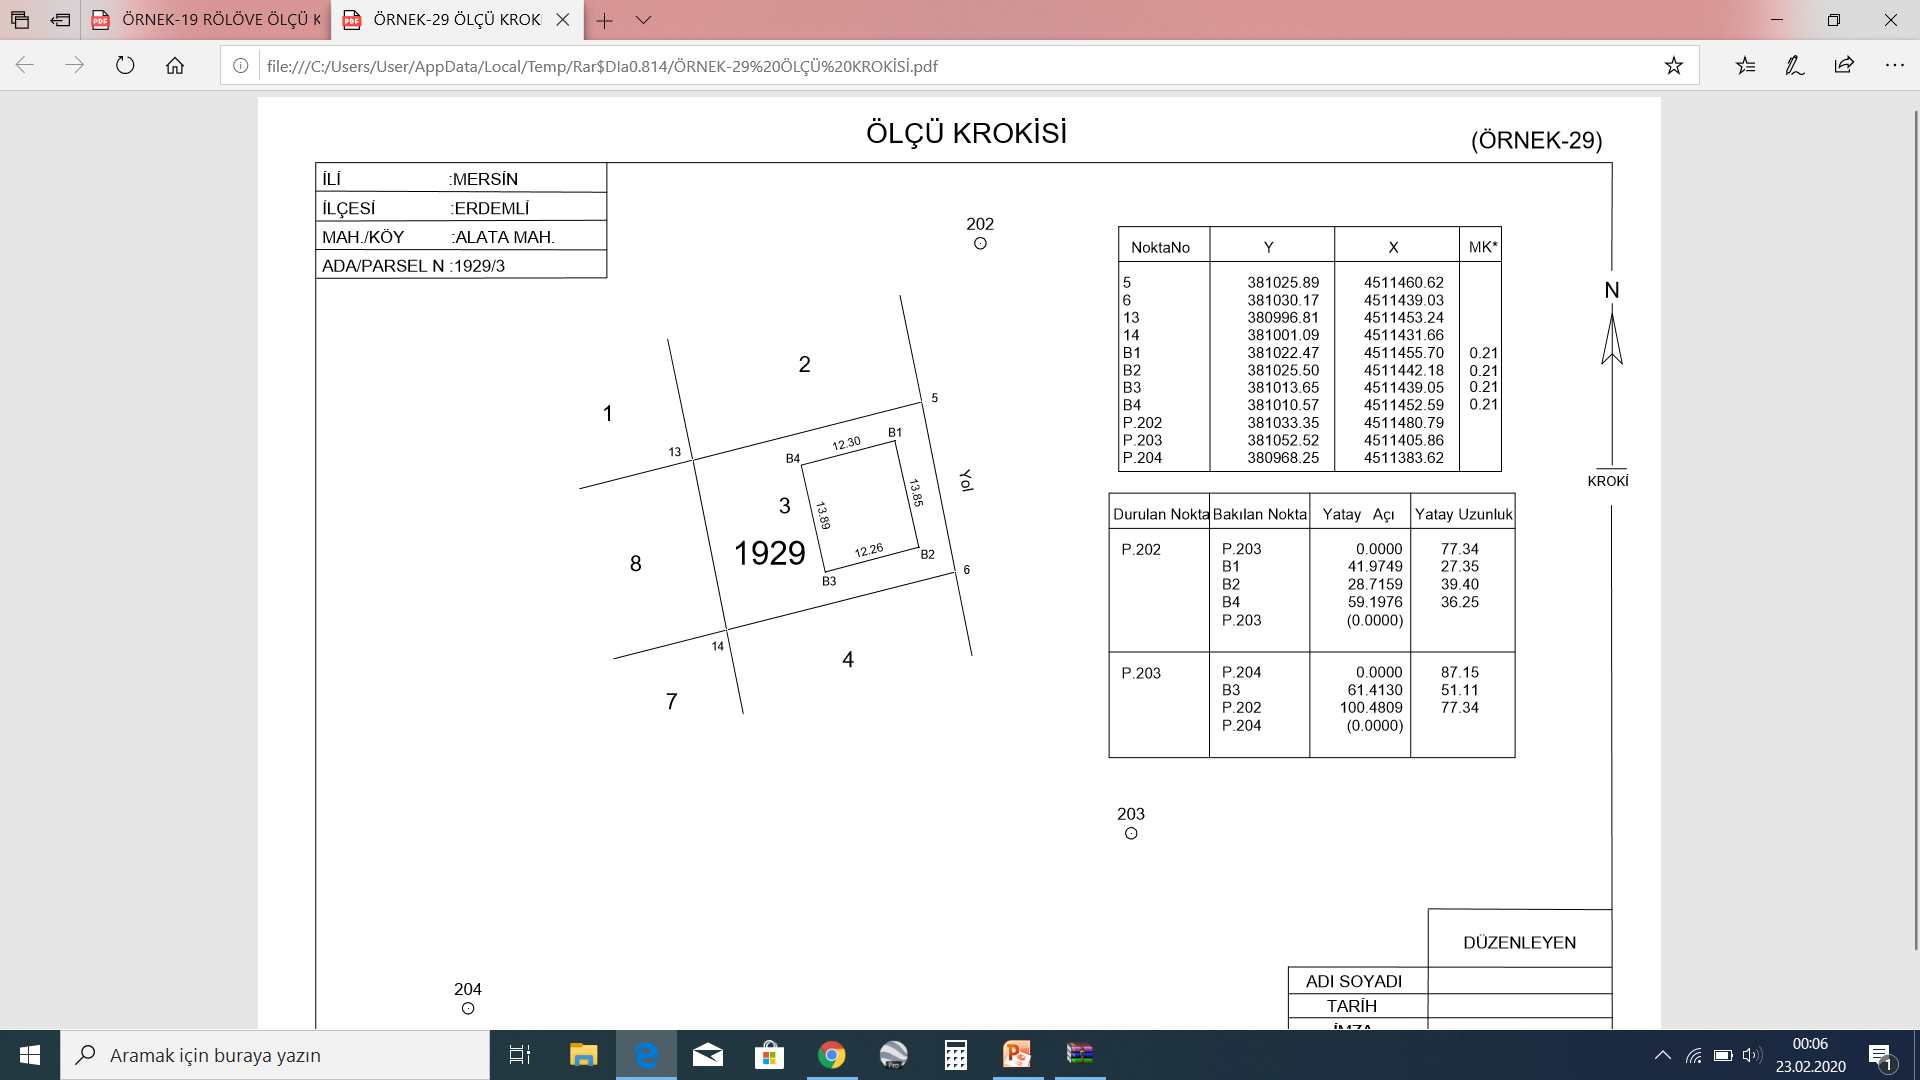 ÖRNEK-19 RÖLÖVE ÖLÇÜ K
ÖRNEK-29 ÖLÇÜ KROKİ
file:///C:/Users/User/AppData/Local/Temp/Rar$DIa0.814/ÖRNEK-29%20ÖLÇÜ%20KROKİSİ.pdf
ÖLÇÜ KROKİSİ
(ÖRNEK-29)
İLİ :MERSİN
İLÇESİ :ERDEMLİ
MAH./KÖY :ALATA MAH.
ADA/PARSEL N :1929/3
202
2
1
5
13
B1
12.30
B4
Yol
13.85
3
13.89
1929
12.26
B2
8
B3
6
14
4
7
203
204
NoktaNo Y X MK*
5 381025.89 4511460.62
6 381030.17 4511439.03
13 380996.81 4511453.24
14 381001.09 4511431.66
B1 381022.47 4511455.70 0.21
B2 381025.50 4511442.18 0.21
B3 381013.65 4511439.05 0.21
B4 381010.57 4511452.59 0.21
P.202 381033.35 4511480.79
P.203 381052.52 4511405.86
P.204 380968.25 4511383.62
N
KROKİ
Durulan Nokta Bakılan Nokta Yatay Açı Yatay Uzunluk
P.202 P.203 0.0000 77.34
B1 41.9749 27.35
B2 28.7159 39.40
B4 59.1976 36.25
P.203 (0.0000)
P.203 P.204 0.0000 87.15
B3 61.4130 51.11
P.202 100.4809 77.34
P.204 (0.0000)
DÜZENLEYEN
ADI SOYADI
TARİH
İMZA
Aramak için buraya yazın
Pro
00:06
23.02.2020
1